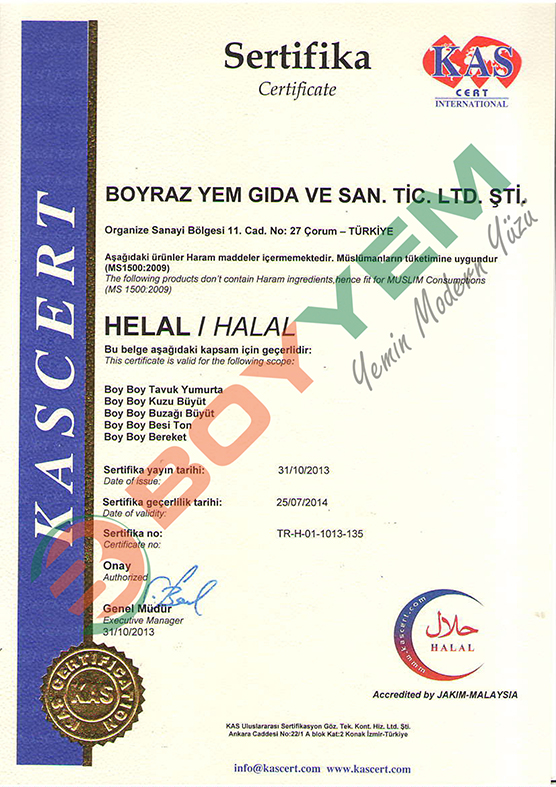 Sertifika
Certificate
KAS
CERT
INTERNATIONAL
KASCERT
BOYRAZ YEM GIDA VE SAN. TİC. LTD. ŞTİ.
Organize Sanayi Bölgesi 11. Cad. No: 27 Çorum – TÜRKİYE
Aşağıdaki ürünler Haram maddeler içermemektedir. Müslümanların tüketimine uygundur
(MS1500:2009)
The following products don't contain Haram ingredients,hence fit for MUSLIM Consumptions
(MS 1500:2009)
HELAL / HALAL
Bu belge aşağıdaki kapsam için geçerlidir:
This certificate is valid for the following scope:
BOYYEM
Yemin Modern Yüzü
Boy Boy Tavuk Yumurta
Boy Boy Kuzu Büyüt
Boy Boy Buzağı Büyüt
Boy Boy Besi Ton
Boy Boy Bereket
Sertifika yayın tarihi: 31/10/2013
Date of issue:
Sertifika geçerlilik tarihi: 25/07/2014
Date of validity:
Sertifika no: TR-H-01-1013-135
Certificate no:
Onay
Authorized
Genel Müdür
Executive Manager
31/10/2013
KAS CERTIFICATION
KAS
www.kascert.com
حلال
HALAL
Accredited by JAKIM-MALAYSIA
KAS Uluslararası Sertifikasyon Göz. Tek. Kont. Hiz. Ltd. Şti.
Ankara Caddesi No:22/1 A blok Kat:2 Konak İzmir-Türkiye
info@kascert.com www.kascert.com